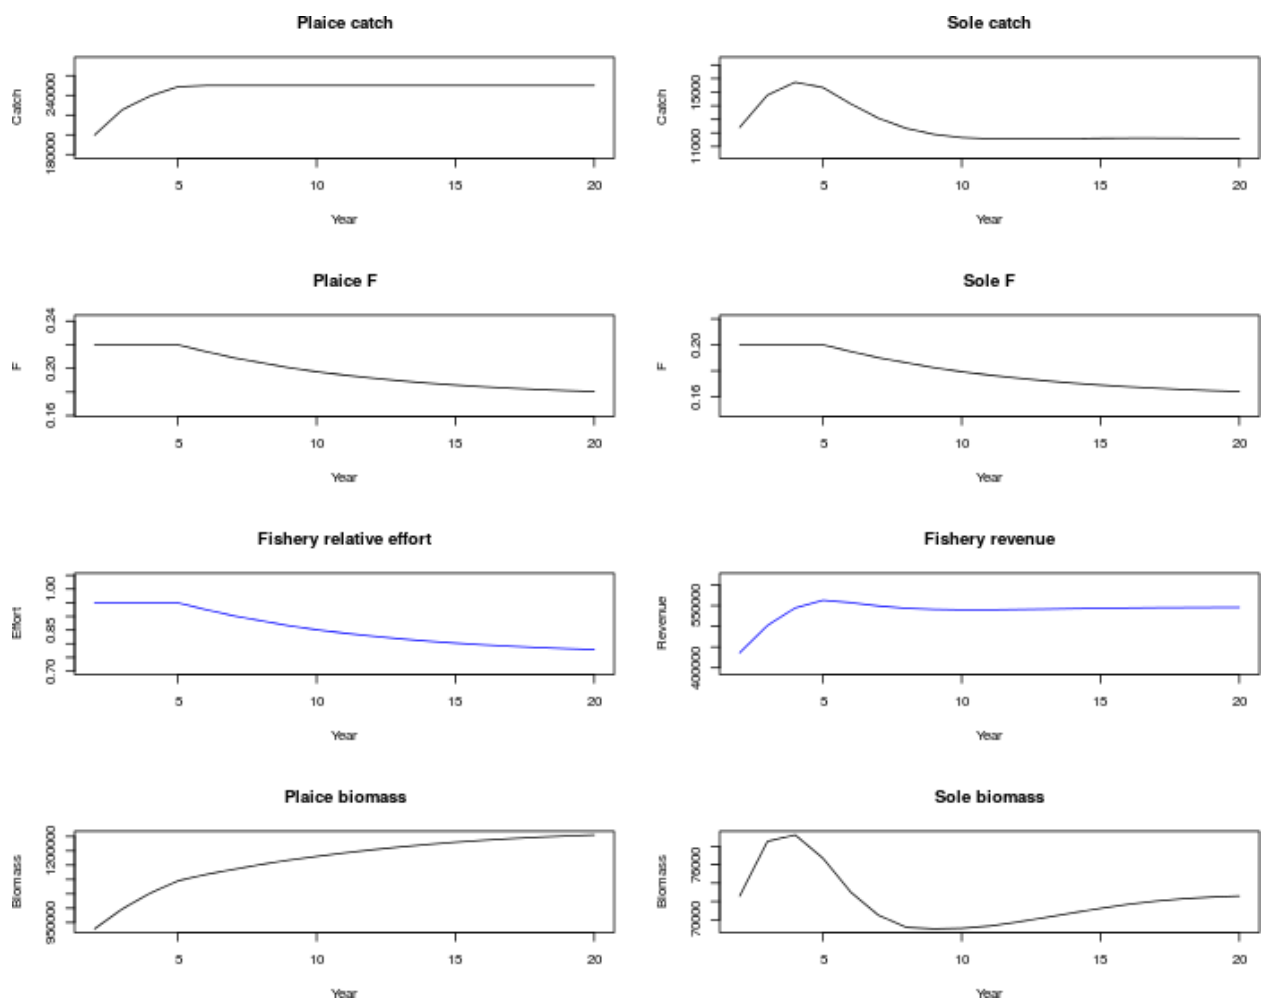 Plaice catch
Catch
180000
240000
5
10
15
20
Year
Sole catch
Catch
11000
15000
5
10
15
20
Year
Plaice F
F
0.16
0.20
0.24
5
10
15
20
Year
Sole F
F
0.16
0.20
5
10
15
20
Year
Fishery relative effort
Effort
0.70
0.85
1.00
5
10
15
20
Year
Fishery revenue
Revenue
400000
550000
5
10
15
20
Year
Plaice biomass
Biomass
950000
1200000
5
10
15
20
Year
Sole biomass
Biomass
70000
76000
5
10
15
20
Year